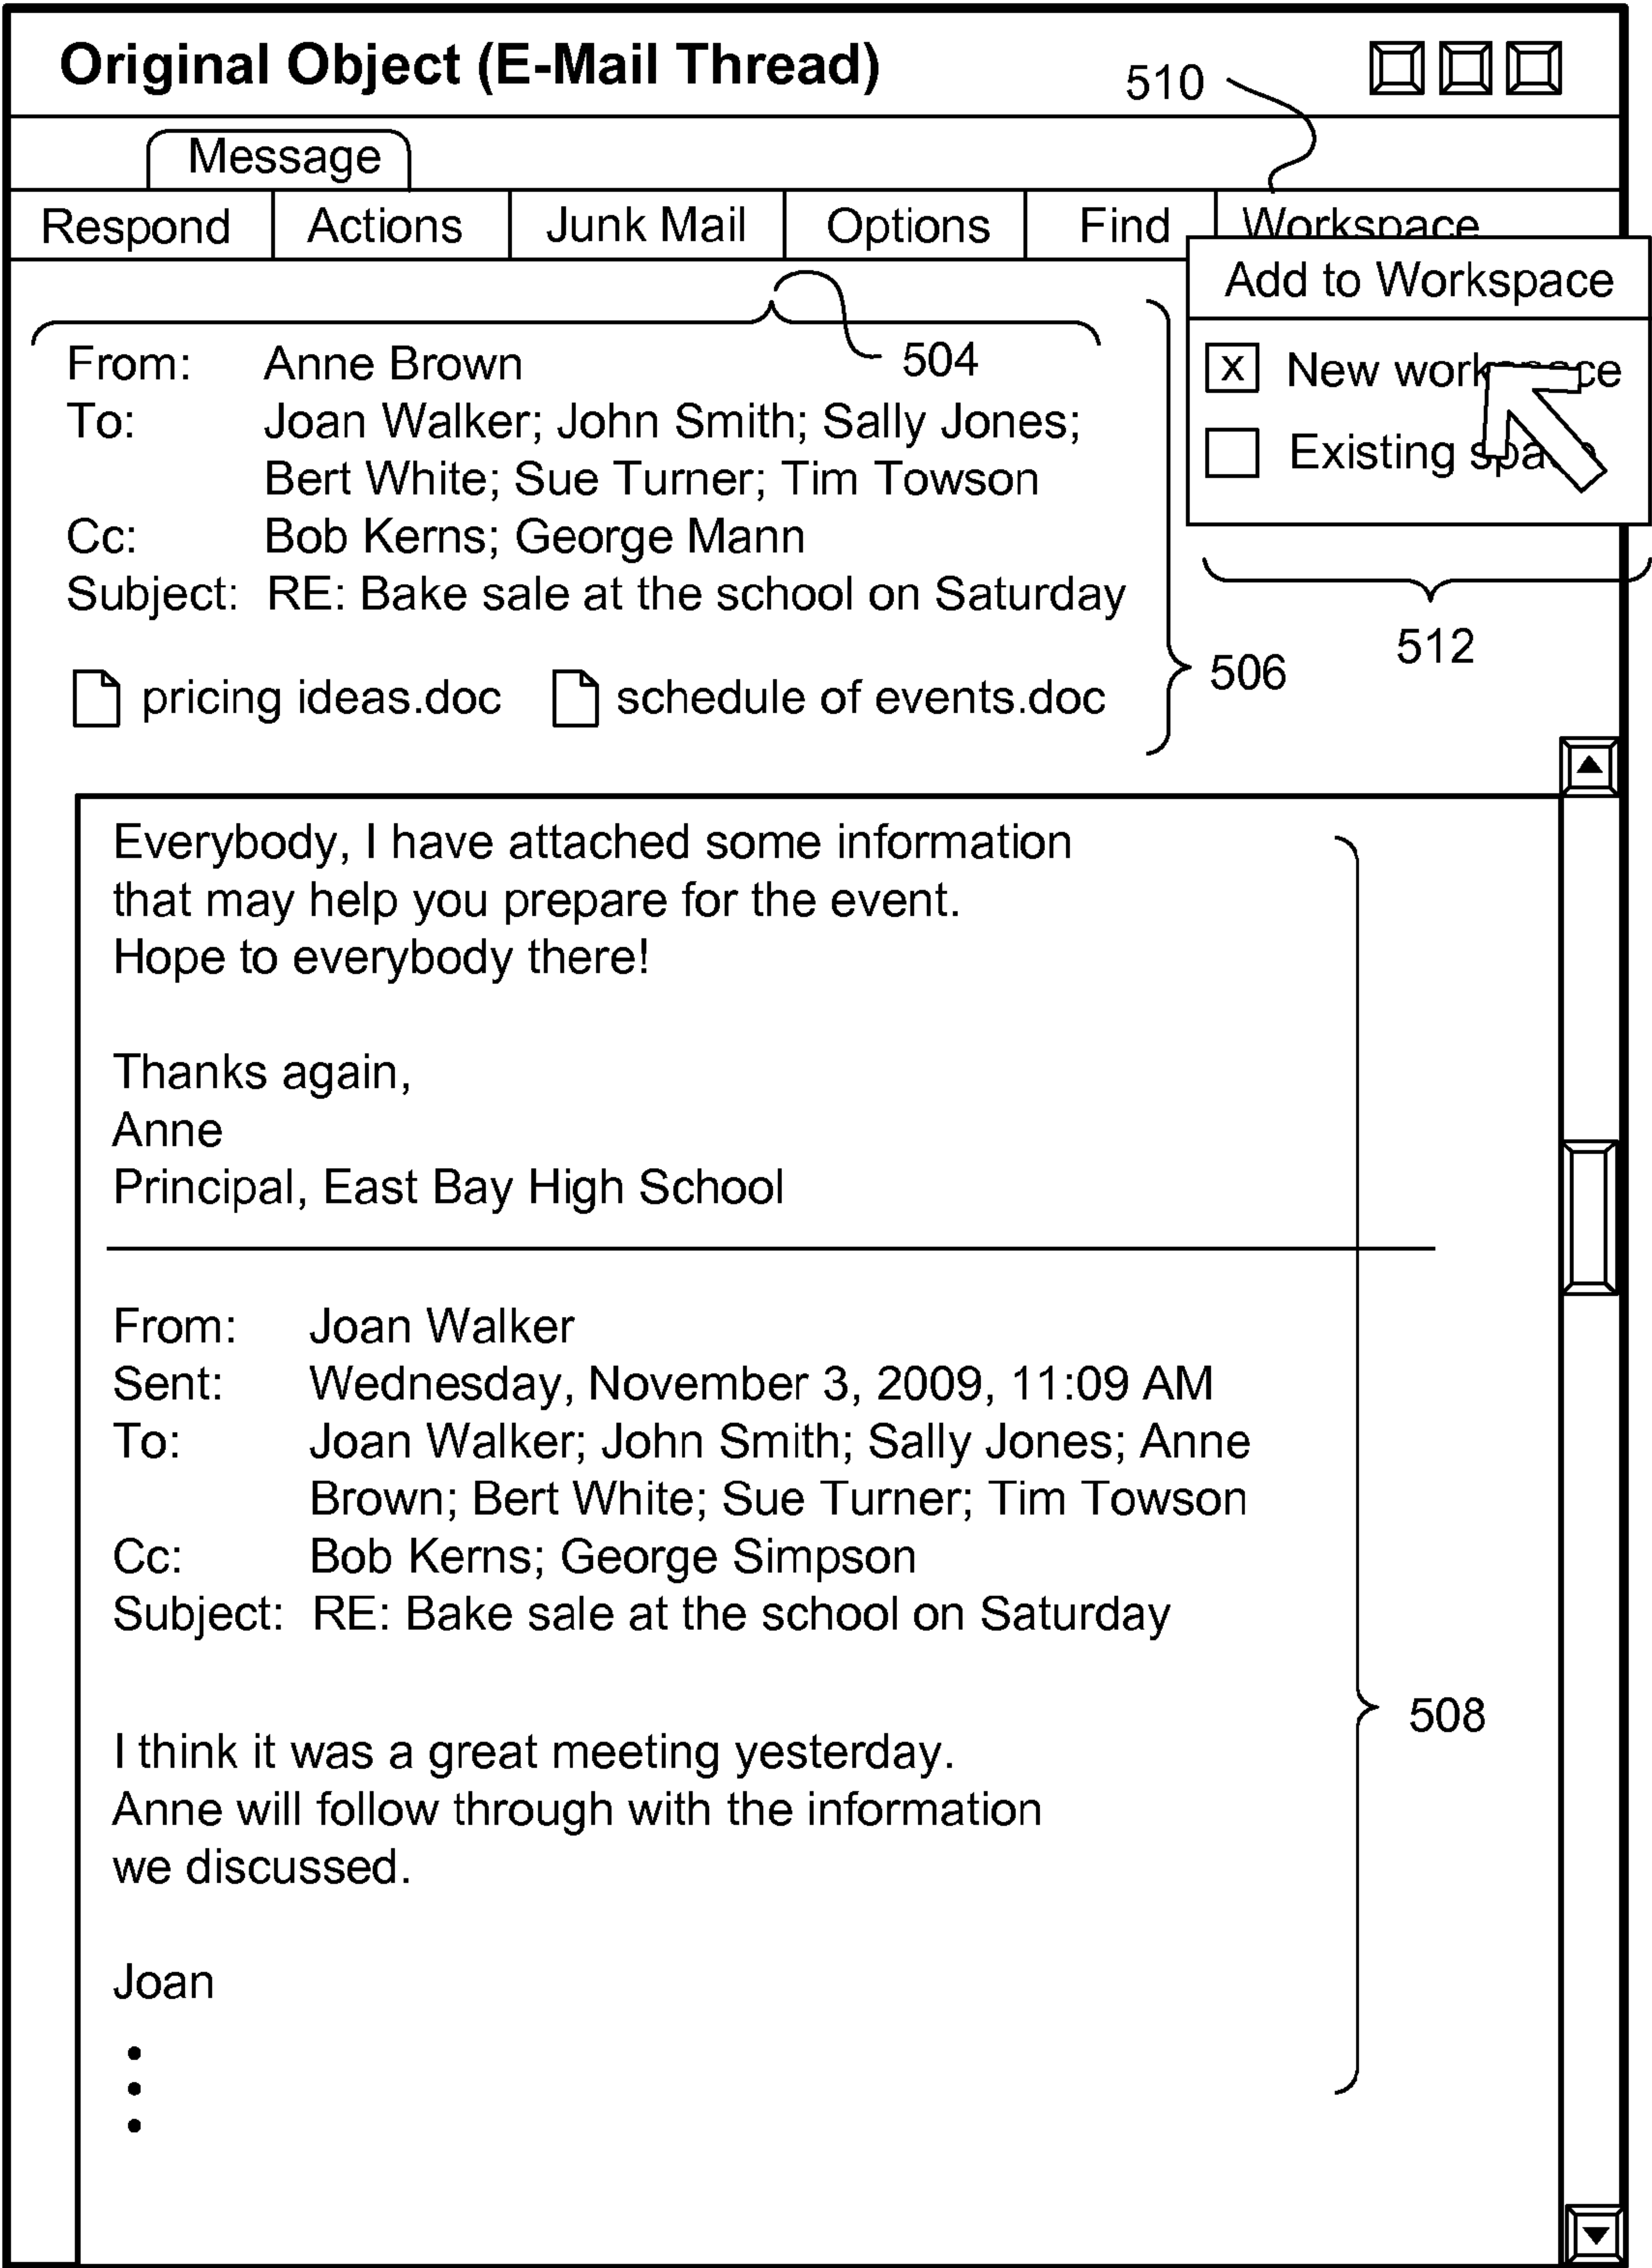 Original Object (E-Mail Thread)
510
Message
Respond Actions Junk Mail Options Find Workspace
Add to Workspace
x New workspace
Existing space
504
From: Anne Brown
To: Joan Walker; John Smith; Sally Jones;
Bert White; Sue Turner; Tim Towson
Cc: Bob Kerns; George Mann
Subject: RE: Bake sale at the school on Saturday
512
506
pricing ideas.doc schedule of events.doc
Everybody, I have attached some information
that may help you prepare for the event.
Hope to everybody there!
Thanks again,
Anne
Principal, East Bay High School
From: Joan Walker
Sent: Wednesday, November 3, 2009, 11:09 AM
To: Joan Walker; John Smith; Sally Jones; Anne
Brown; Bert White; Sue Turner; Tim Towson
Cc: Bob Kerns; George Simpson
Subject: RE: Bake sale at the school on Saturday
508
I think it was a great meeting yesterday.
Anne will follow through with the information
we discussed.
Joan